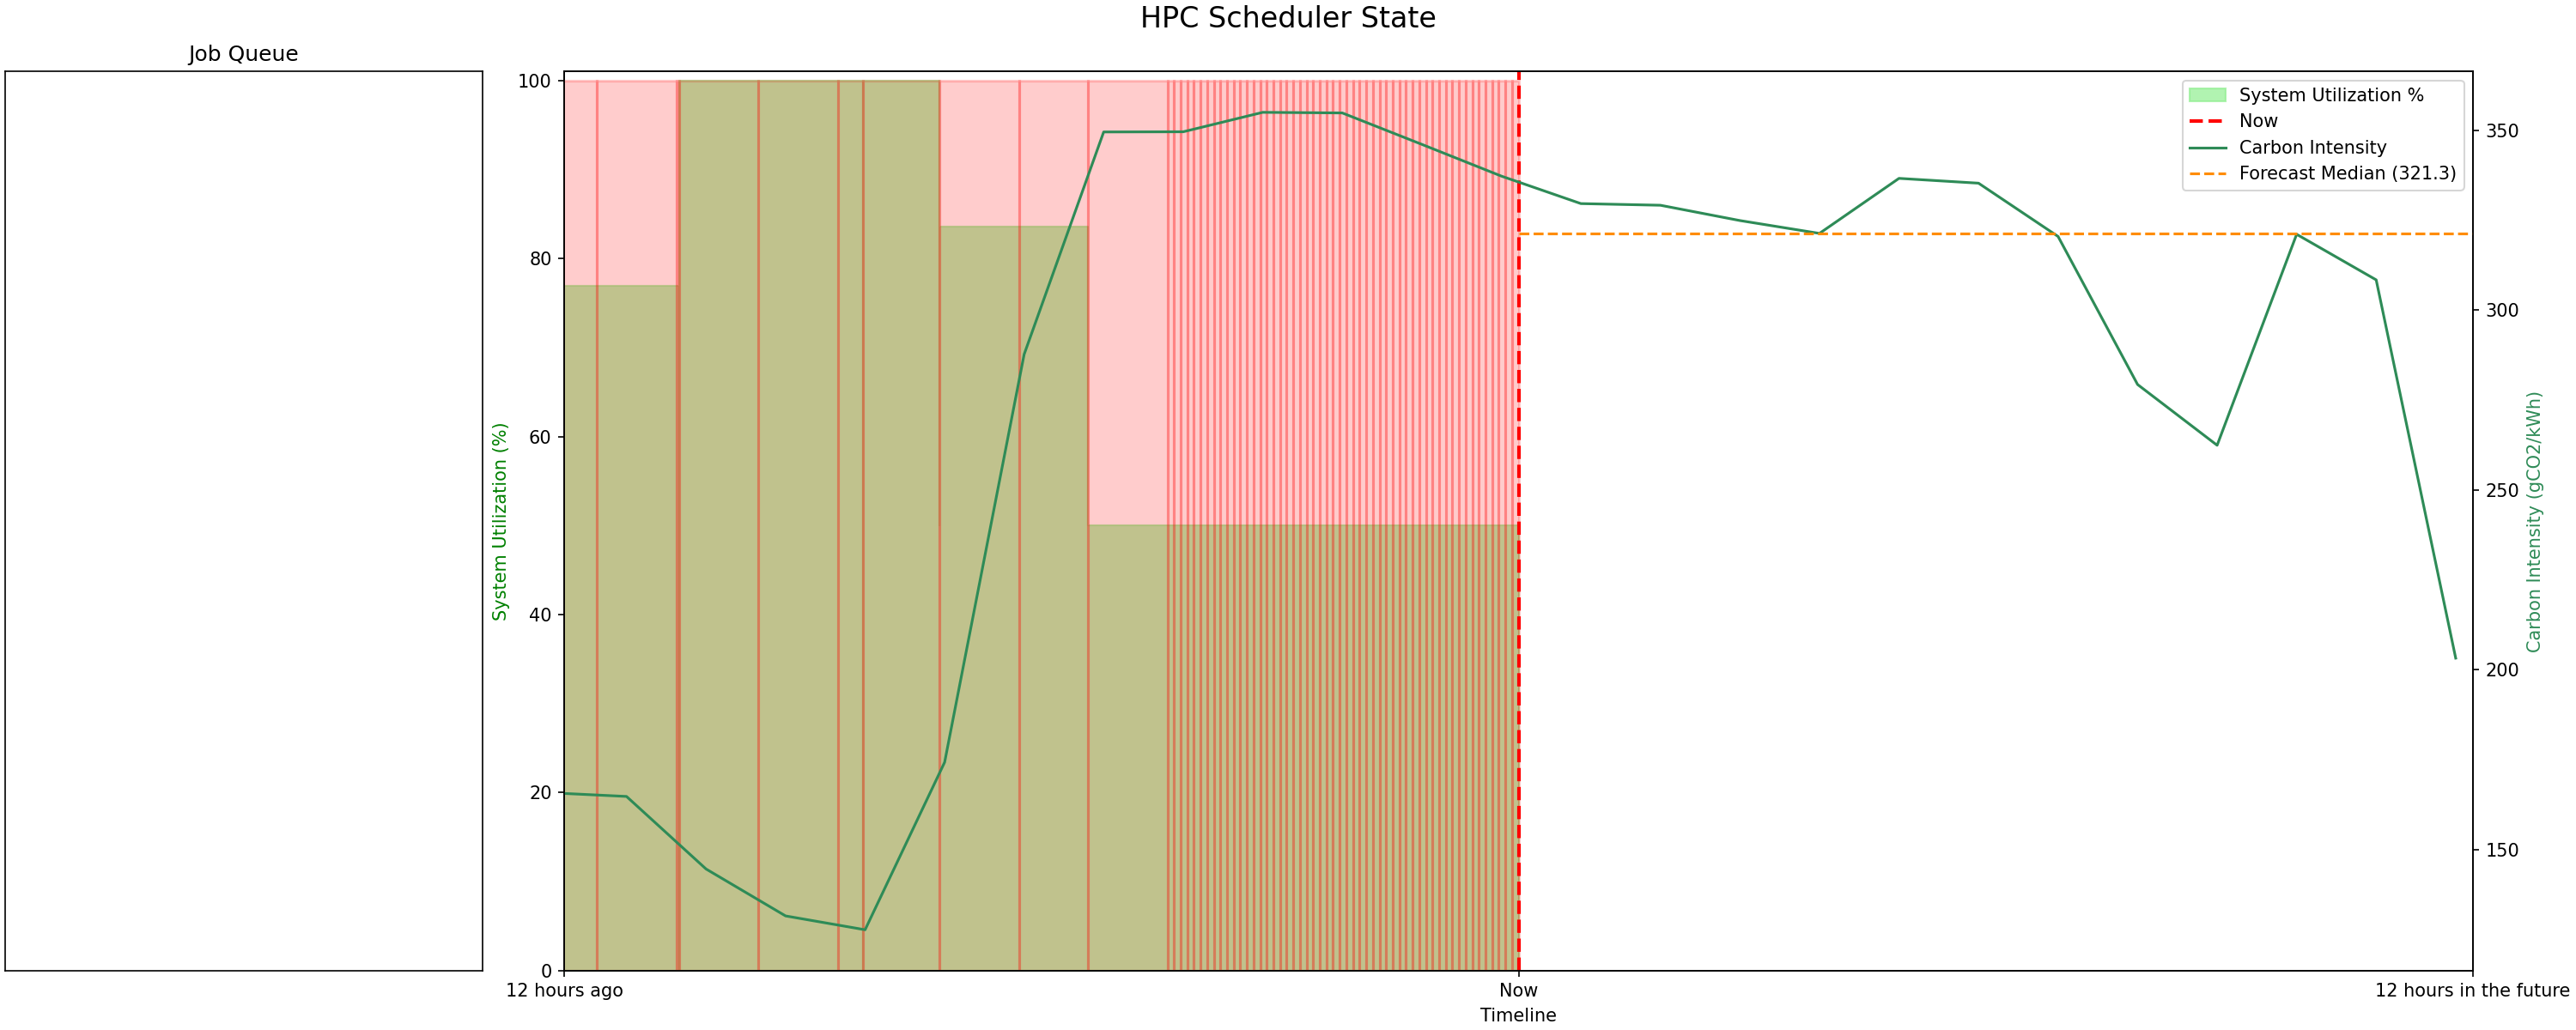 HPC Scheduler State
Job Queue
System Utilization (%)
100
80
60
40
20
0
System Utilization %
Now
Carbon Intensity
Forecast Median (321.3)
350
300
250
200
150
Carbon Intensity (gCO2/kWh)
12 hours ago
Now
12 hours in the future
Timeline